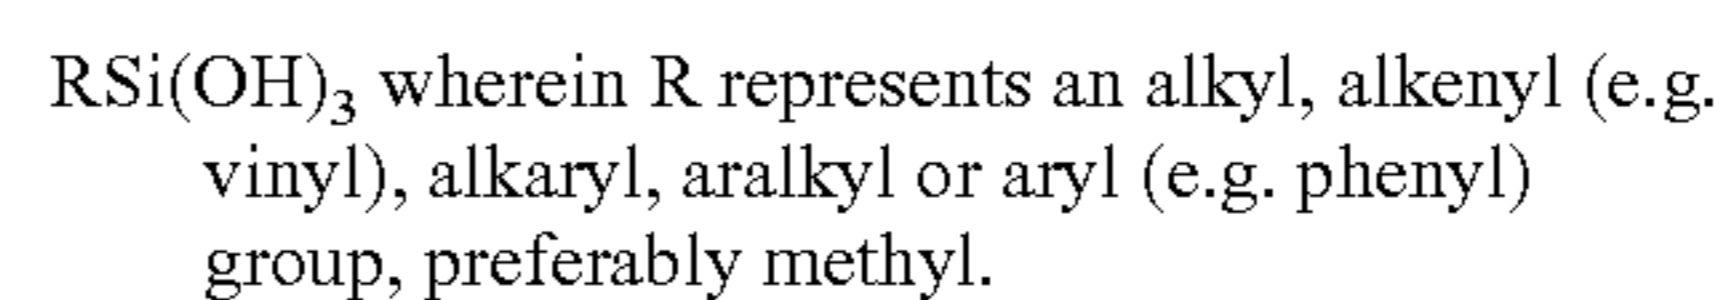 RSi(OH)₃ wherein R represents an alkyl, alkenyl (e.g.
vinyl), alkaryl, aralkyl or aryl (e.g. phenyl)
group, preferably methyl.